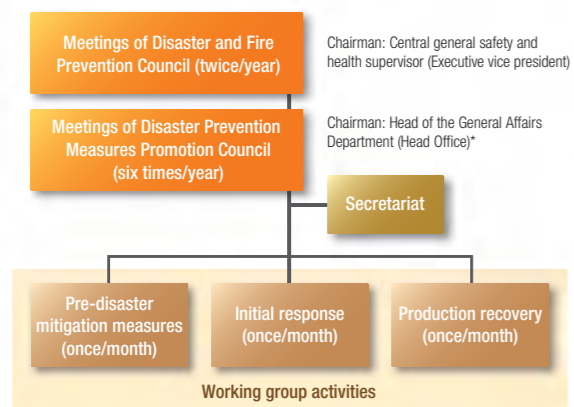 Meetings of Disaster and Fire
Prevention Council (twice/year)
Chairman: Central general safety and
health supervisor (Executive vice president)
Meetings of Disaster Prevention
Measures Promotion Council
(six times/year)
Chairman: Head of the General Affairs
Department (Head Office)*
Secretariat
Pre-disaster
mitigation measures
(once/month)
Initial response
(once/month)
Production recovery
(once/month)
Working group activities